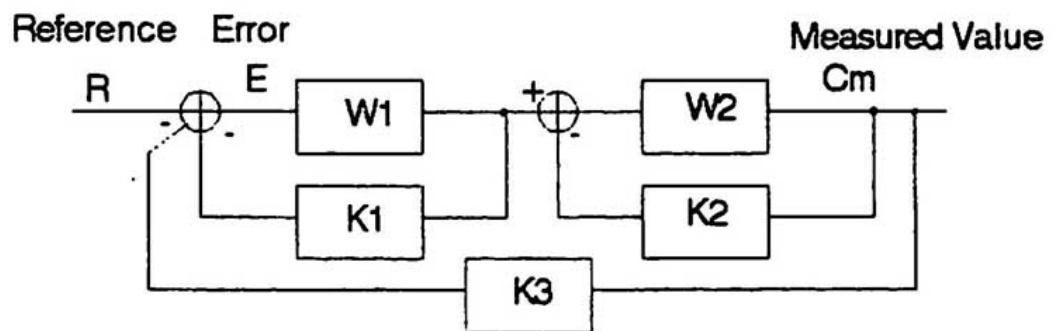 Reference Error
Measured Value
R
E
Cm
W1
+
W2
-
-
-
K1
K2
K3